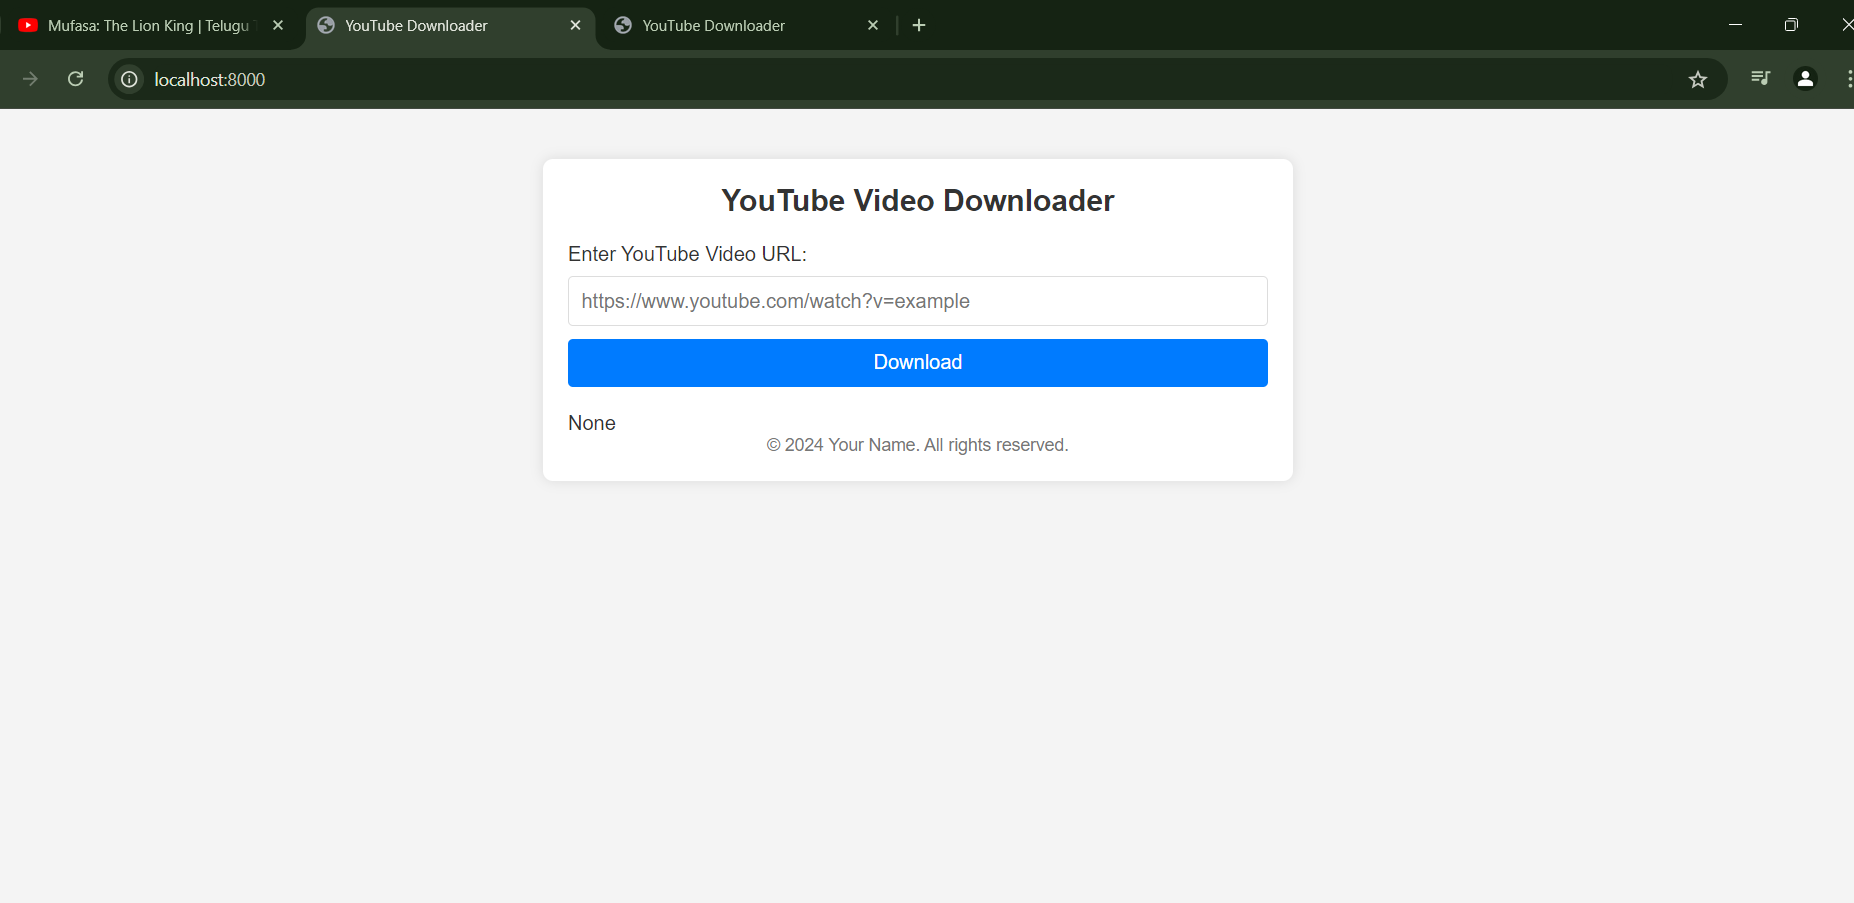 Mufasa: The Lion King | Telugu
YouTube Downloader
YouTube Downloader
localhost:8000
YouTube Video Downloader
Enter YouTube Video URL:
https://www.youtube.com/watch?v=example
Download
None
© 2024 Your Name. All rights reserved.